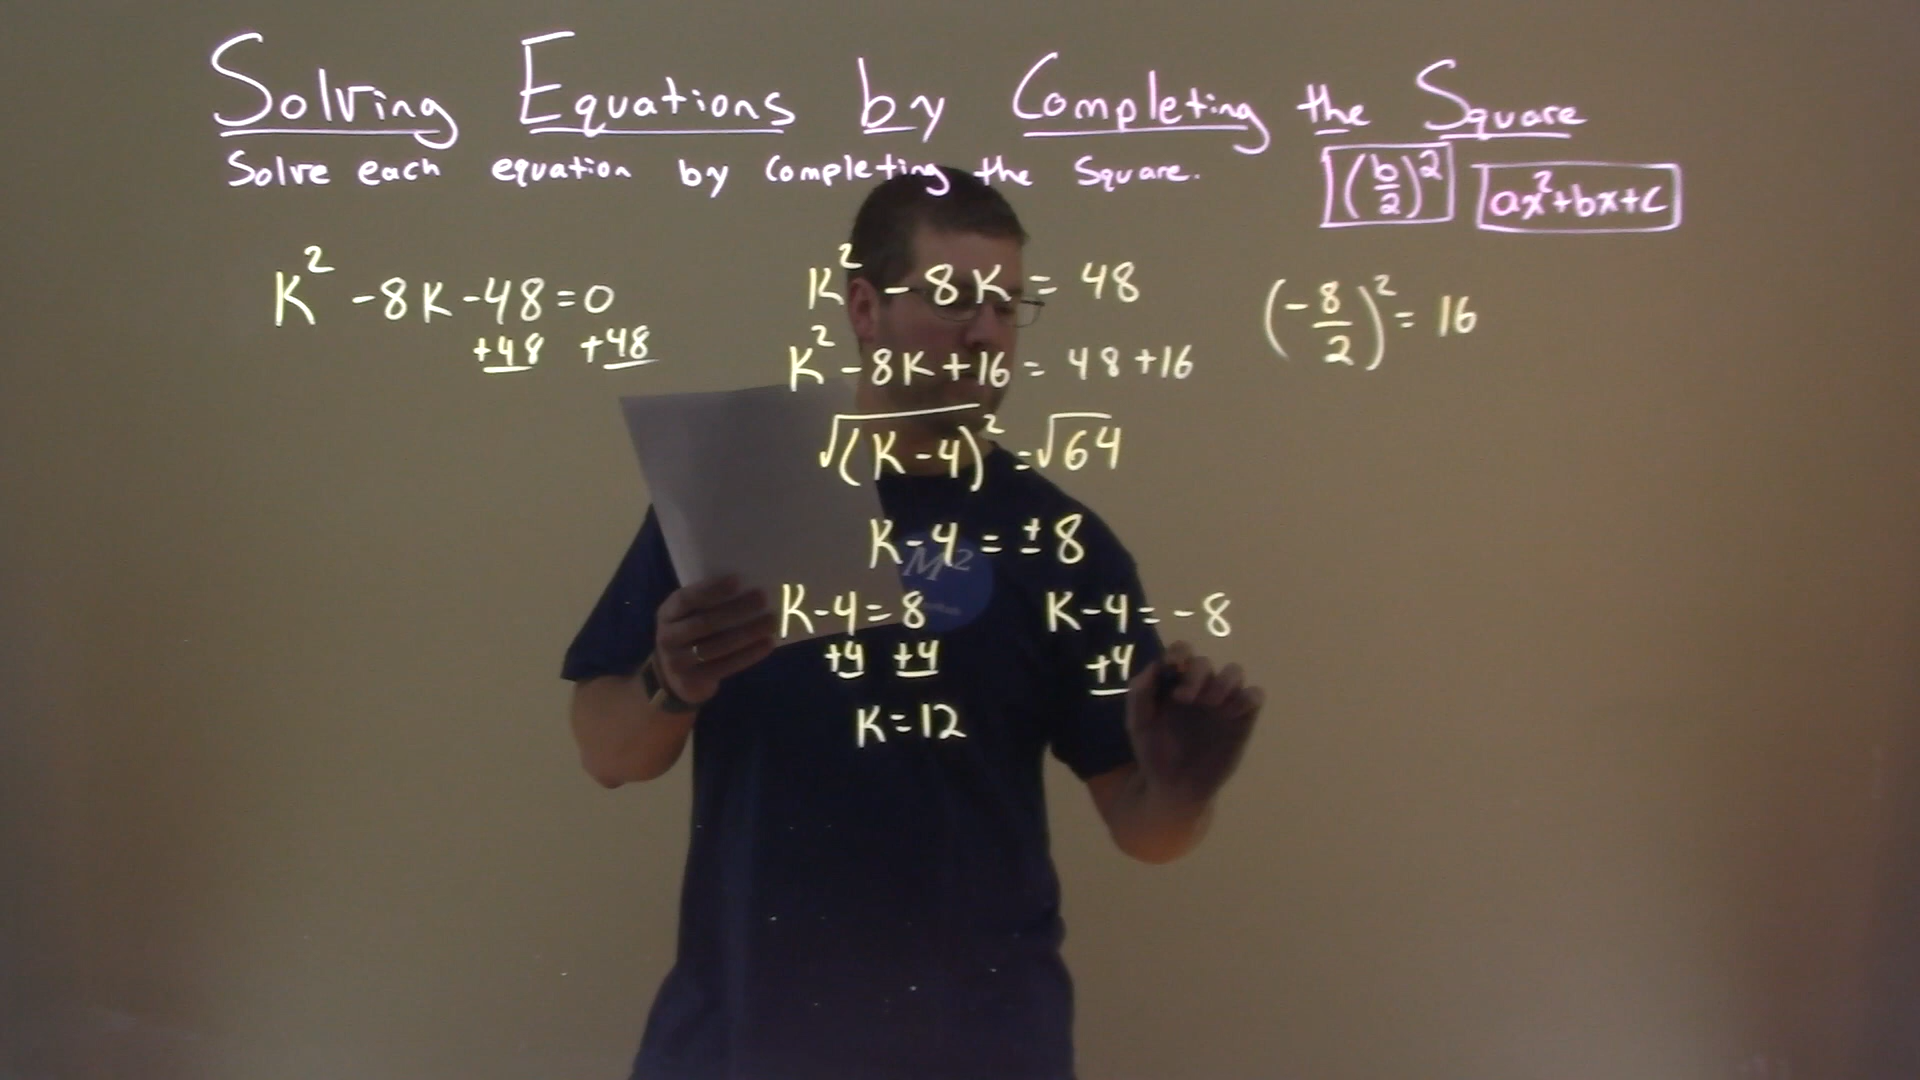 Solving Equations by Completing the Square
Solve each equation by completing the Square.
(b/2)²
ax²+bx+c
K² -8K-48=0
+48 +48
K² - 8K = 48
K² - 8K+16 = 48+16
√(K-4)² = √64
K-4 = ±8
K-4=8
+4 +4
K=12
K-4=-8
+4
(-8/2)² = 16
M²